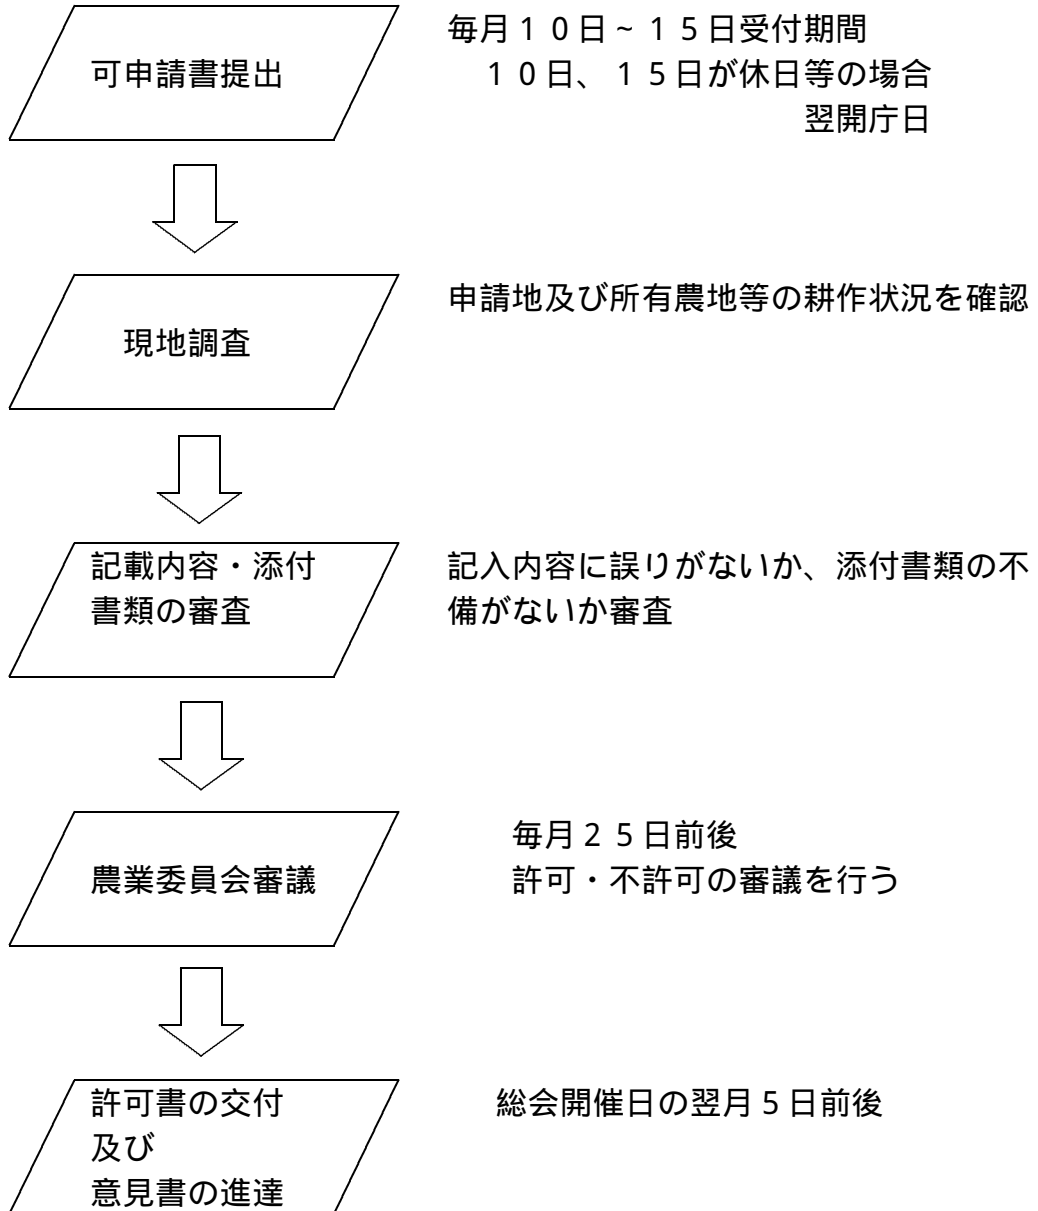 可申請書提出
毎月10日~15日受付期間
10日、15日が休日等の場合
翌開庁日
現地調査
申請地及び所有農地等の耕作状況を確認
記載内容・添付
書類の審査
記入内容に誤りがないか、添付書類の不
備がないか審査
農業委員会審議
毎月25日前後
許可・不許可の審議を行う
許可書の交付
及び
意見書の進達
総会開催日の翌月5日前後